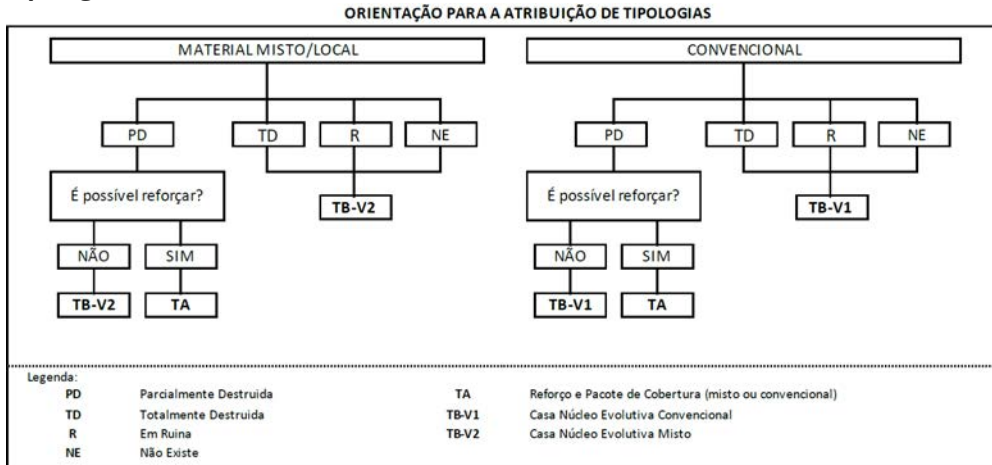 ORIENTAÇÃO PARA A ATRIBUIÇÃO DE TIPOLOGIAS
MATERIAL MISTO/LOCAL
PD TD R NE
É possível reforçar?
TB-V2
NÃO SIM
TB-V2 TA
CONVENCIONAL
PD TD R NE
É possível reforçar?
TB-V1
NÃO SIM
TB-V1 TA
Legenda:
PD Parcialmente Destruida
TD Totalmente Destruida
R Em Ruina
NE Não Existe
TA Reforço e Pacote de Cobertura (misto ou convencional)
TB-V1 Casa Núcleo Evolutiva Convencional
TB-V2 Casa Núcleo Evolutiva Misto